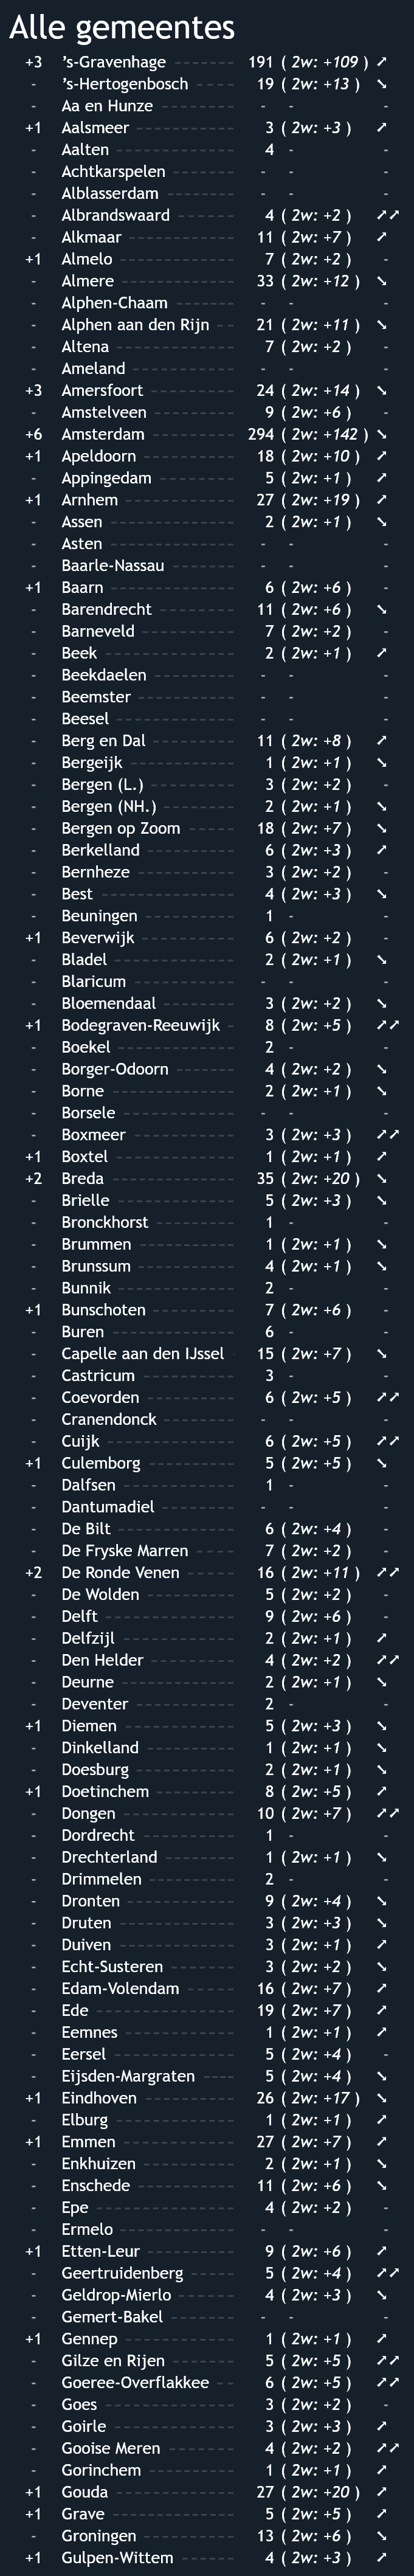 Alle gemeentes
+3 ’s-Gravenhage 191 ( 2w: +109 ) ➚
- ’s-Hertogenbosch 19 ( 2w: +13 ) ➘
- Aa en Hunze - - -
+1 Aalsmeer 3 ( 2w: +3 ) ➚
- Aalten 4 - -
- Achtkarspelen - - -
- Alblasserdam - - -
- Albrandswaard 4 ( 2w: +2 ) ➚➚
- Alkmaar 11 ( 2w: +7 ) ➚
+1 Almelo 7 ( 2w: +2 ) -
- Almere 33 ( 2w: +12 ) ➘
- Alphen-Chaam - - -
- Alphen aan den Rijn 21 ( 2w: +11 ) ➘
- Altena 7 ( 2w: +2 ) -
- Ameland - - -
+3 Amersfoort 24 ( 2w: +14 ) ➘
- Amstelveen 9 ( 2w: +6 ) -
+6 Amsterdam 294 ( 2w: +142 ) ➘
+1 Apeldoorn 18 ( 2w: +10 ) ➚
- Appingedam 5 ( 2w: +1 ) ➚
+1 Arnhem 27 ( 2w: +19 ) ➚
- Assen 2 ( 2w: +1 ) ➘
- Asten - - -
- Baarle-Nassau - - -
+1 Baarn 6 ( 2w: +6 ) -
- Barendrecht 11 ( 2w: +6 ) ➘
- Barneveld 7 ( 2w: +2 ) -
- Beek 2 ( 2w: +1 ) ➚
- Beekdaelen - - -
- Beemster - - -
- Beesel - - -
- Berg en Dal 11 ( 2w: +8 ) ➚
- Bergeijk 1 ( 2w: +1 ) ➘
- Bergen (L.) 3 ( 2w: +2 ) -
- Bergen (NH.) 2 ( 2w: +1 ) ➘
- Bergen op Zoom 18 ( 2w: +7 ) ➘
- Berkelland 6 ( 2w: +3 ) ➚
- Bernheze 3 ( 2w: +2 ) -
- Best 4 ( 2w: +3 ) ➘
- Beuningen 1 - -
+1 Beverwijk 6 ( 2w: +2 ) -
- Bladel 2 ( 2w: +1 ) ➘
- Blaricum - - -
- Bloemendaal 3 ( 2w: +2 ) ➘
+1 Bodegraven-Reeuwijk 8 ( 2w: +5 ) ➚➚
- Boekel 2 - -
- Borger-Odoorn 4 ( 2w: +2 ) ➘
- Borne 2 ( 2w: +1 ) ➘
- Borsele - - -
- Boxmeer 3 ( 2w: +3 ) ➚➚
+1 Boxtel 1 ( 2w: +1 ) ➚
+2 Breda 35 ( 2w: +20 ) ➘
- Brielle 5 ( 2w: +3 ) ➘
- Bronckhorst 1 - -
- Brummen 1 ( 2w: +1 ) ➘
- Brunssum 4 ( 2w: +1 ) ➘
- Bunnik 2 - -
+1 Bunschoten 7 ( 2w: +6 ) -
- Buren 6 - -
- Capelle aan den IJssel 15 ( 2w: +7 ) ➘
- Castricum 3 - -
- Coevorden 6 ( 2w: +5 ) ➚➚
- Cranendonck - - -
- Cuijk 6 ( 2w: +5 ) ➚➚
+1 Culemborg 5 ( 2w: +5 ) ➘
- Dalfsen 1 - -
- Dantumadiel - - -
- De Bilt 6 ( 2w: +4 ) -
- De Fryske Marren 7 ( 2w: +2 ) -
+2 De Ronde Venen 16 ( 2w: +11 ) ➚➚
- De Wolden 5 ( 2w: +2 ) -
- Delft 9 ( 2w: +6 ) -
- Delfzijl 2 ( 2w: +1 ) ➚
- Den Helder 4 ( 2w: +2 ) ➚➚
- Deurne 2 ( 2w: +1 ) ➘
- Deventer 2 - -
+1 Diemen 5 ( 2w: +3 ) ➘
- Dinkelland 1 ( 2w: +1 ) ➘
- Doesburg 2 ( 2w: +1 ) ➘
+1 Doetinchem 8 ( 2w: +5 ) ➚
- Dongen 10 ( 2w: +7 ) ➚➚
- Dordrecht 1 - -
- Drechterland 1 ( 2w: +1 ) ➘
- Drimmelen 2 - -
- Dronten 9 ( 2w: +4 ) ➘
- Druten 3 ( 2w: +3 ) ➘
- Duiven 3 ( 2w: +1 ) ➚
- Echt-Susteren 3 ( 2w: +2 ) ➘
- Edam-Volendam 16 ( 2w: +7 ) ➚
- Ede 19 ( 2w: +7 ) ➚
- Eemnes 1 ( 2w: +1 ) ➚
- Eersel 5 ( 2w: +4 ) -
- Eijsden-Margraten 5 ( 2w: +4 ) ➘
+1 Eindhoven 26 ( 2w: +17 ) ➘
- Elburg 1 ( 2w: +1 ) ➚
+1 Emmen 27 ( 2w: +7 ) ➚
- Enkhuizen 2 ( 2w: +1 ) ➘
- Enschede 11 ( 2w: +6 ) ➘
- Epe 4 ( 2w: +2 ) -
- Ermelo - - -
+1 Etten-Leur 9 ( 2w: +6 ) ➚
- Geertruidenberg 5 ( 2w: +4 ) ➚➚
- Geldrop-Mierlo 4 ( 2w: +3 ) ➘
- Gemert-Bakel - - -
+1 Gennep 1 ( 2w: +1 ) ➚
- Gilze en Rijen 5 ( 2w: +5 ) ➚➚
- Goeree-Overflakkee 6 ( 2w: +5 ) ➚➚
- Goes 3 ( 2w: +2 ) -
- Goirle 3 ( 2w: +3 ) ➚
- Gooise Meren 4 ( 2w: +2 ) ➚➚
- Gorinchem 1 ( 2w: +1 ) ➚
+1 Gouda 27 ( 2w: +20 ) ➚
+1 Grave 5 ( 2w: +5 ) ➚
- Groningen 13 ( 2w: +6 ) ➘
+1 Gulpen-Wittem 4 ( 2w: +3 ) ➚